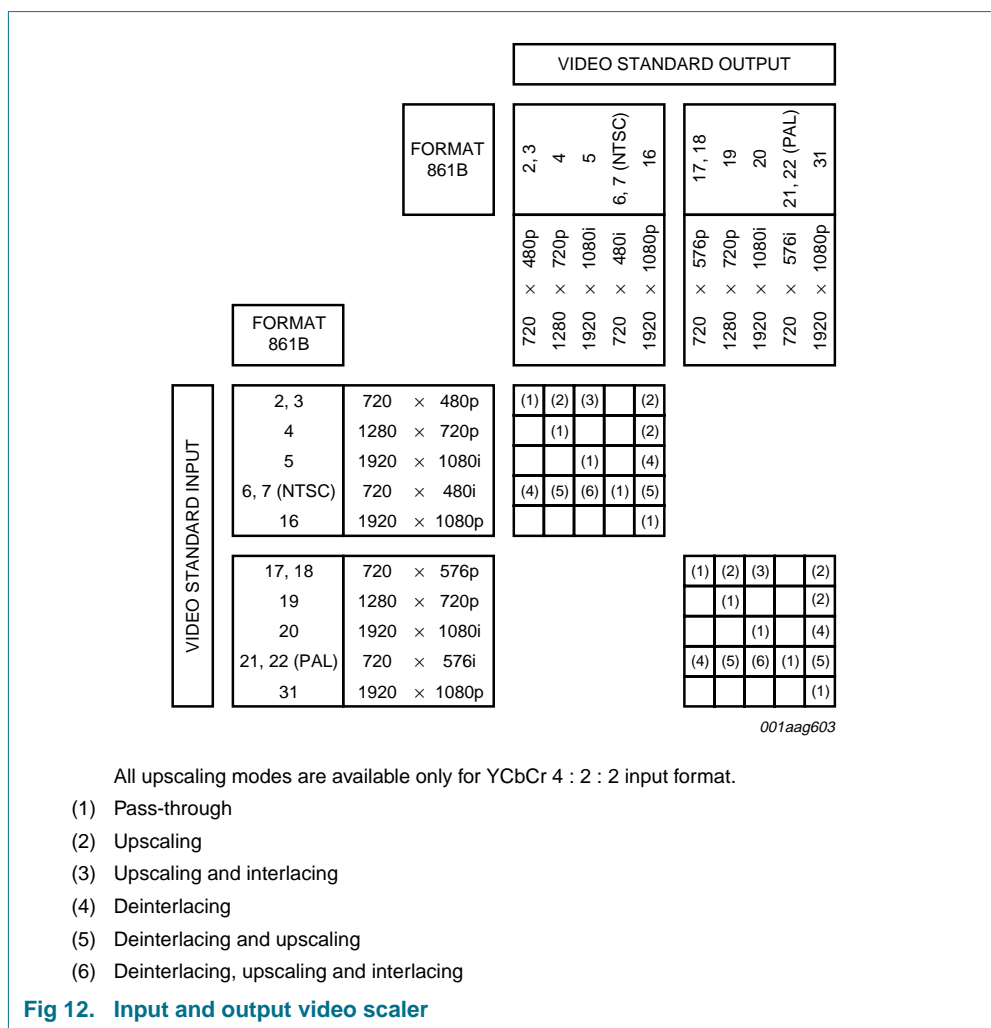 VIDEO STANDARD OUTPUT
FORMAT
861B
2, 3
4
5
6, 7 (NTSC)
16
17, 18
19
20
21, 22 (PAL)
31
720 × 480p
1280 × 720p
1920 × 1080i
720 × 480i
1920 × 1080p
720 × 576p
1280 × 720p
1920 × 1080i
720 × 576i
1920 × 1080p
FORMAT
861B
VIDEO STANDARD INPUT
2, 3 720 × 480p (1) (2) (3) (2)
4 1280 × 720p (1) (2)
5 1920 × 1080i (1) (4)
6, 7 (NTSC) 720 × 480i (4) (5) (6) (1) (5)
16 1920 × 1080p (1)
17, 18 720 × 576p (1) (2) (3) (2)
19 1280 × 720p (1) (2)
20 1920 × 1080i (1) (4)
21, 22 (PAL) 720 × 576i (4) (5) (6) (1) (5)
31 1920 × 1080p (1)
001aag603
All upscaling modes are available only for YCbCr 4 : 2 : 2 input format.
(1) Pass-through
(2) Upscaling
(3) Upscaling and interlacing
(4) Deinterlacing
(5) Deinterlacing and upscaling
(6) Deinterlacing, upscaling and interlacing
Fig 12. Input and output video scaler